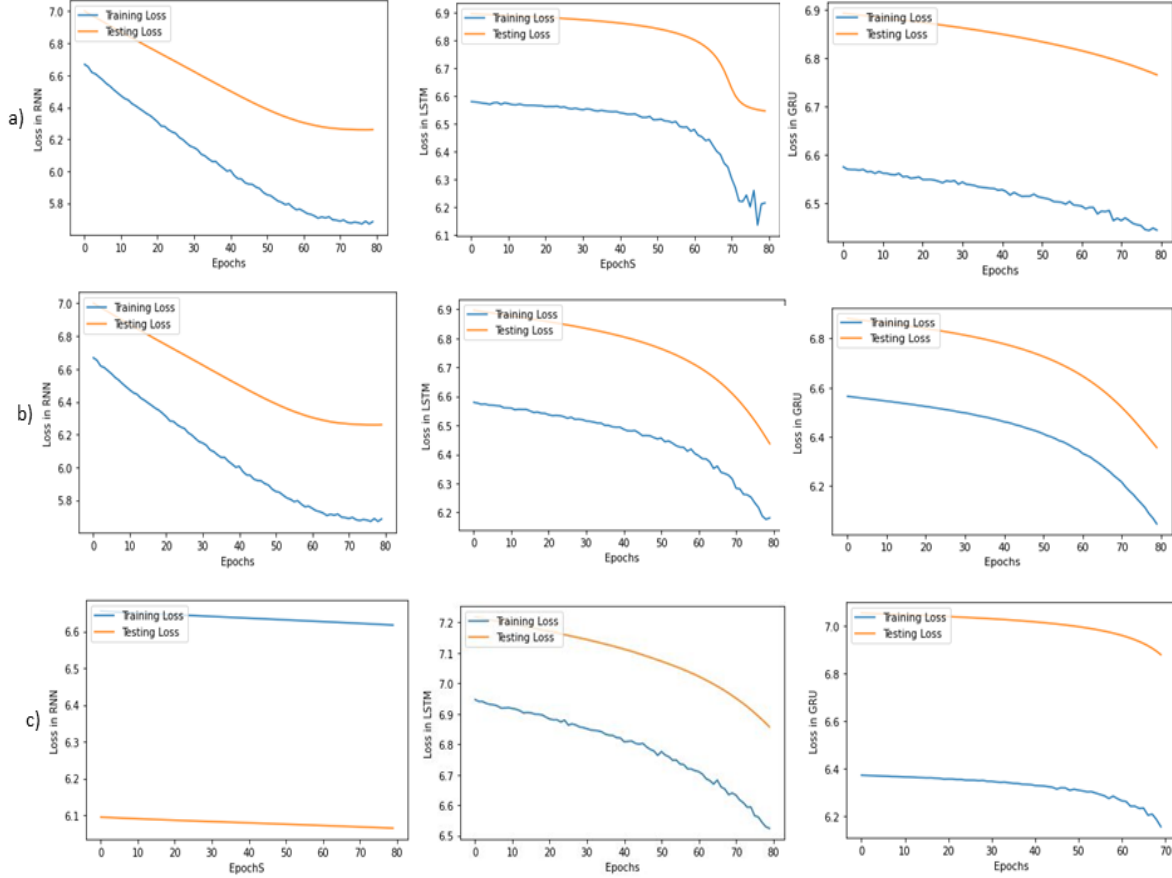 a)
Loss in RNN
7.0
6.8
6.6
6.4
6.2
6.0
5.8
Training Loss
Testing Loss
0 10 20 30 40 50 60 70 80
Epochs
Loss in LSTM
6.9
6.8
6.7
6.6
6.5
6.4
6.3
6.2
6.1
Training Loss
Testing Loss
0 10 20 30 40 50 60 70 80
EpochS
Loss in GRU
6.9
6.8
6.7
6.6
6.5
Training Loss
Testing Loss
0 10 20 30 40 50 60 70 80
Epochs
b)
Loss in RNN
7.0
6.8
6.6
6.4
6.2
6.0
5.8
Training Loss
Testing Loss
0 10 20 30 40 50 60 70 80
Epochs
Loss in LSTM
6.9
6.8
6.7
6.6
6.5
6.4
6.3
6.2
Training Loss
Testing Loss
0 10 20 30 40 50 60 70 80
Epochs
Loss in GRU
6.8
6.6
6.4
6.2
Training Loss
Testing Loss
0 10 20 30 40 50 60 70 80
Epochs
c)
Loss in RNN
6.6
6.5
6.4
6.3
6.2
6.1
Training Loss
Testing Loss
0 10 20 30 40 50 60 70 80
EpochS
Loss in LSTM
7.2
7.1
7.0
6.9
6.8
6.7
6.6
6.5
Training Loss
Testing Loss
0 10 20 30 40 50 60 70 80
Epochs
Loss in GRU
7.0
6.8
6.6
6.4
6.2
Training Loss
Testing Loss
0 10 20 30 40 50 60 70
Epochs